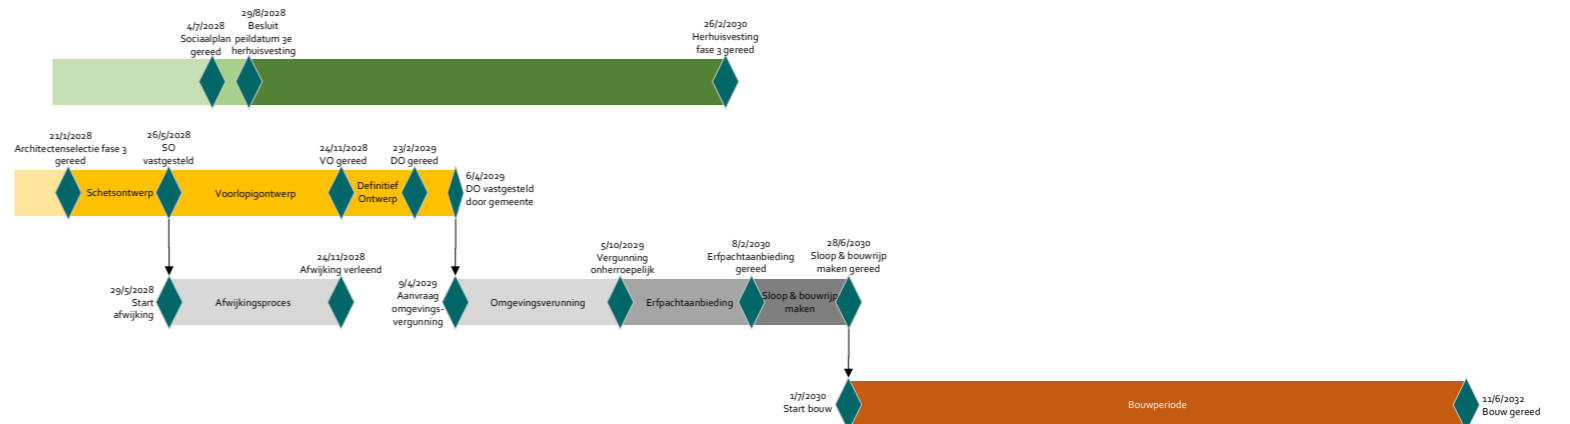 4/7/2028
Sociaalplan
gereed
29/8/2028
Besluit
peildatum 3e
herhuisvesting
26/2/2030
Herhuisvesting
fase 3 gereed
21/1/2028
Architectenselectie fase 3
gereed
26/5/2028
SO
vastgesteld
24/11/2028
VO gereed
23/2/2029
DO gereed
6/4/2029
DO vastgesteld
door gemeente
Schetsontwerp
Voorlopigontwerp
Definitief
Ontwerp
29/5/2028
Start
afwijking
24/11/2028
Afwijking verleend
Afwijkingsproces
9/4/2029
Aanvraag
omgevings-
vergunning
5/10/2029
Vergunning
onherroepelijk
8/2/2030
Erfpachtaanbieding
gereed
28/6/2030
Sloop & bouwrijp
maken gereed
Omgevingsverunning
Erfpachtaanbieding
Sloop & bouwrijp
maken
1/7/2030
Start bouw
Bouwperiode
11/6/2032
Bouw gereed